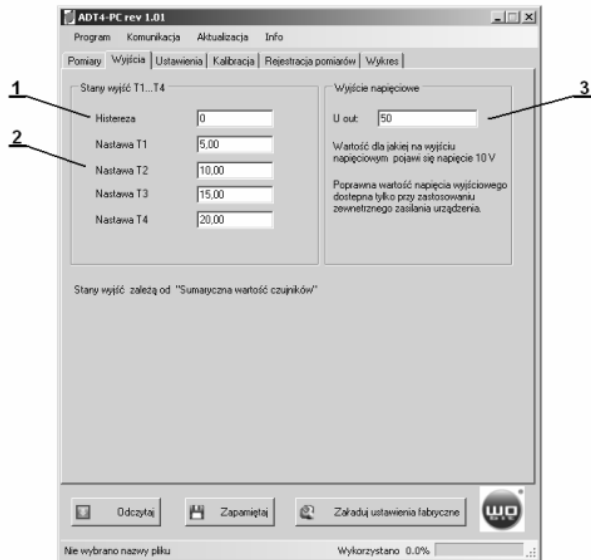 ADT4-PC rev 1.01
Program Komunikacja Aktualizacja Info
Pomiary Wyjścia Ustawienia Kalibracja Rejestracja pomiarów Wykres
1
2
3
Stany wyjść T1...T4
Histereza 0
Nastawa T1 5,00
Nastawa T2 10,00
Nastawa T3 15,00
Nastawa T4 20,00
Wyjście napięciowe
U out: 50
Wartość dla jakiej na wyjściu
napięciowym pojawi się napięcie 10 V
Poprawna wartość napięcia wyjściowego
dostepna tylko przy zastosowaniu
zewnetrznego zasilania urządzenia.
Stany wyjść zależą od "Sumaryczna wartość czujników"
Odczytaj Zapamiętaj Załaduj ustawienia fabryczne
Nie wybrano nazwy pliku Wykorzystano 0.0%